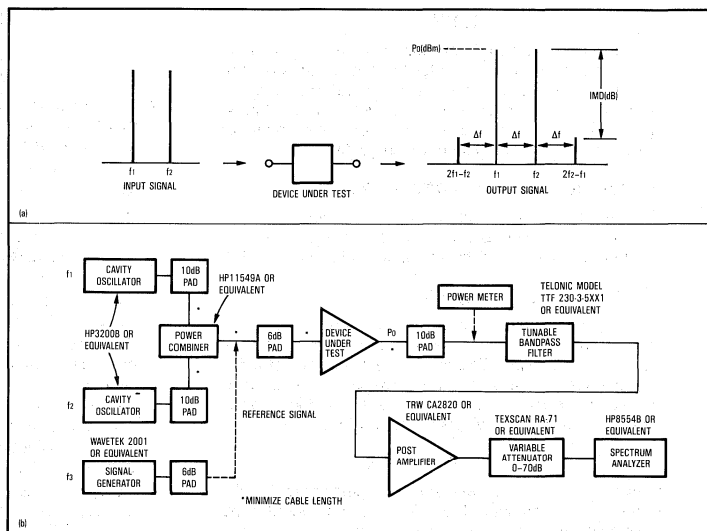 Po(dBm)
IMD(dB)
Δf Δf Δf
f1 f2
INPUT SIGNAL
DEVICE UNDER TEST
2f1-f2 f1 f2 2f2-f1
OUTPUT SIGNAL
(a)
f1
CAVITY
OSCILLATOR
10dB
PAD
HP11549A OR
EQUIVALENT
HP3200B OR
EQUIVALENT
POWER
COMBINER
6dB
PAD
DEVICE
UNDER
TEST
Po
10dB
PAD
POWER METER
TELONIC MODEL
TTF 230-3-5XX1
OR EQUIVALENT
TUNABLE
BANDPASS
FILTER
f2
CAVITY
OSCILLATOR
10dB
PAD
REFERENCE SIGNAL
WAVETEK 2001
OR EQUIVALENT
f3
SIGNAL
GENERATOR
6dB
PAD
*MINIMIZE CABLE LENGTH
TRW CA2820 OR
EQUIVALENT
POST
AMPLIFIER
TEXSCAN RA-71
OR EQUIVALENT
VARIABLE
ATTENUATOR
0-70dB
HP8554B OR
EQUIVALENT
SPECTRUM
ANALYZER
(b)